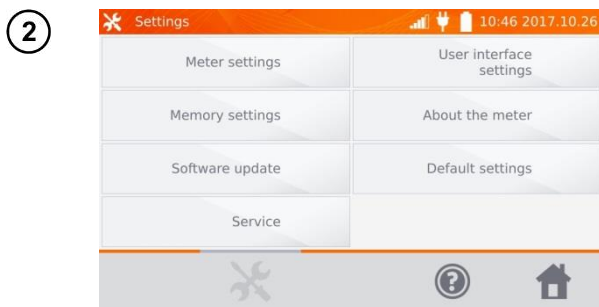 2
Settings
10:46 2017.10.26
Meter settings
User interface
settings
Memory settings
About the meter
Software update
Default settings
Service
?